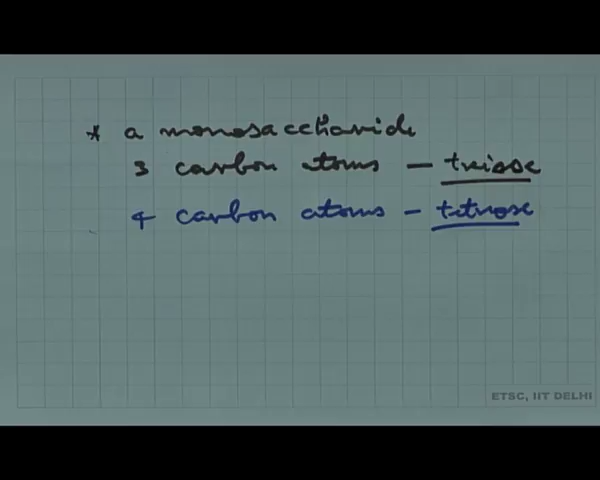 * a monosaccharide
3 carbon atoms - triose
4 carbon atoms - tetrose
ETSC, IIT DELHI